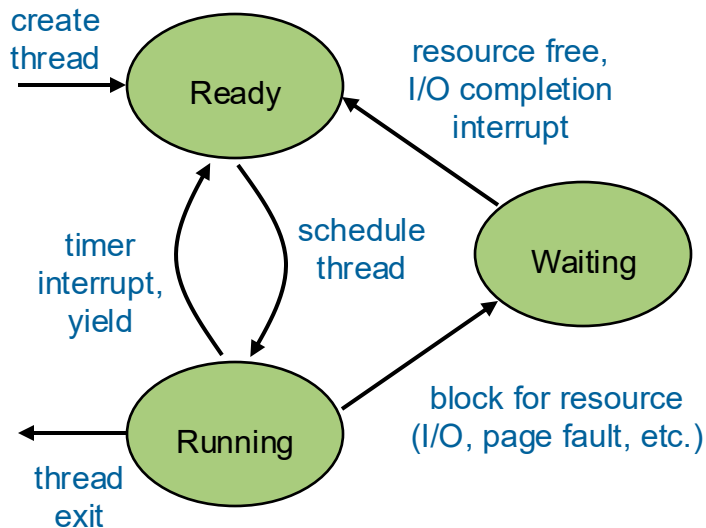 create
thread
Ready
resource free,
I/O completion
interrupt
timer
interrupt,
yield
schedule
thread
Waiting
Running
block for resource
(I/O, page fault, etc.)
thread
exit